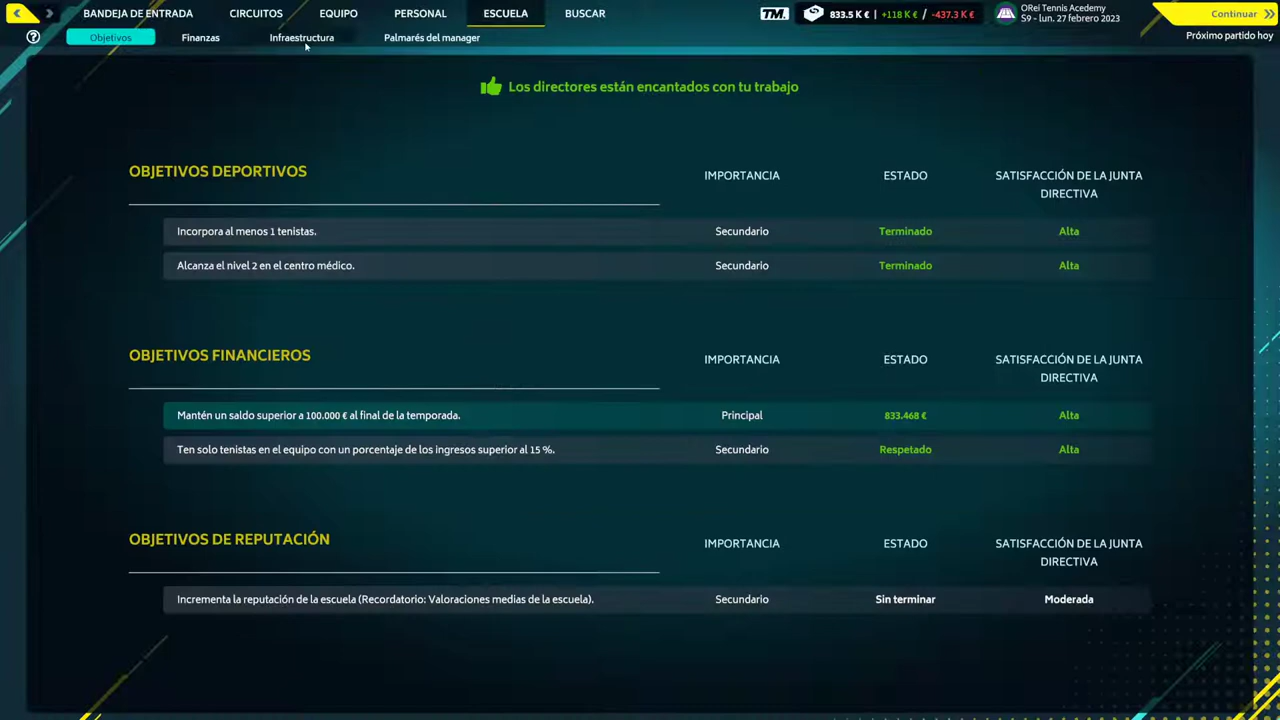 BANDEJA DE ENTRADA
CIRCUITOS
EQUIPO
PERSONAL
ESCUELA
BUSCAR
TM.
833.5 K € | +118 K € / -437.3 K €
ORei Tennis Acedemy
S9 - lun. 27 febrero 2023
Continuar
Próximo partido hoy
Objetivos
Finanzas
Infraestructura
Palmarés del manager
Los directores están encantados con tu trabajo
OBJETIVOS DEPORTIVOS
IMPORTANCIA
ESTADO
SATISFACCIÓN DE LA JUNTA
DIRECTIVA
Incorpora al menos 1 tenistas.
Secundario
Terminado
Alta
Alcanza el nivel 2 en el centro médico.
Secundario
Terminado
Alta
OBJETIVOS FINANCIEROS
IMPORTANCIA
ESTADO
SATISFACCIÓN DE LA JUNTA
DIRECTIVA
Mantén un saldo superior a 100.000 € al final de la temporada.
Principal
833.468 €
Alta
Ten solo tenistas en el equipo con un porcentaje de los ingresos superior al 15 %.
Secundario
Respetado
Alta
OBJETIVOS DE REPUTACIÓN
IMPORTANCIA
ESTADO
SATISFACCIÓN DE LA JUNTA
DIRECTIVA
Incrementa la reputación de la escuela (Recordatorio: Valoraciones medias de la escuela).
Secundario
Sin terminar
Moderada